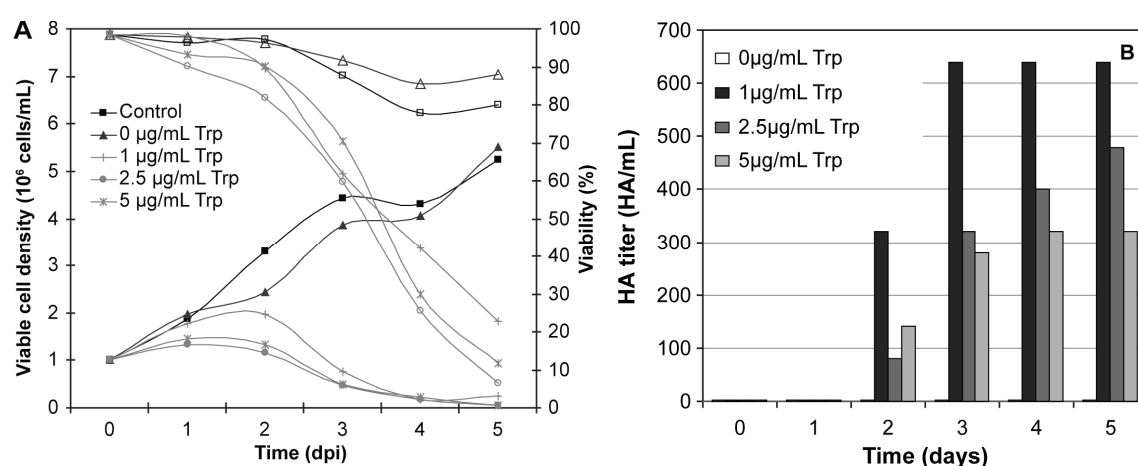 A
Viable cell density (10⁶ cells/mL)
8
7
6
5
4
3
2
1
0
Control
0 µg/mL Trp
1 µg/mL Trp
2.5 µg/mL Trp
5 µg/mL Trp
100
90
80
70
60
50
40
30
20
10
0
Viability (%)
0 1 2 3 4 5
Time (dpi)
B
HA titer (HA/mL)
700
600
500
400
300
200
100
0
0µg/mL Trp
1µg/mL Trp
2.5µg/mL Trp
5µg/mL Trp
0 1 2 3 4 5
Time (days)